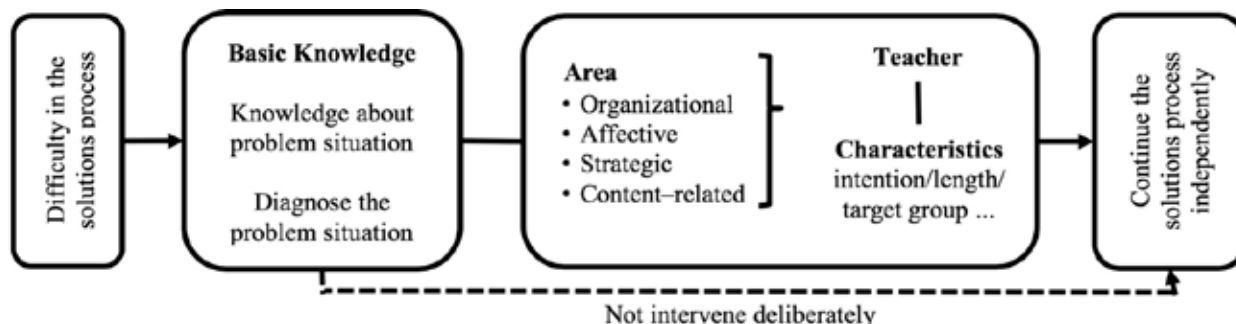 Difficulty in the
solutions process
Basic Knowledge
Knowledge about
problem situation
Diagnose the
problem situation
Area
• Organizational
• Affective
• Strategic
• Content–related
Teacher
Characteristics
intention/length/
target group ...
Continue the
solutions process
independently
Not intervene deliberately